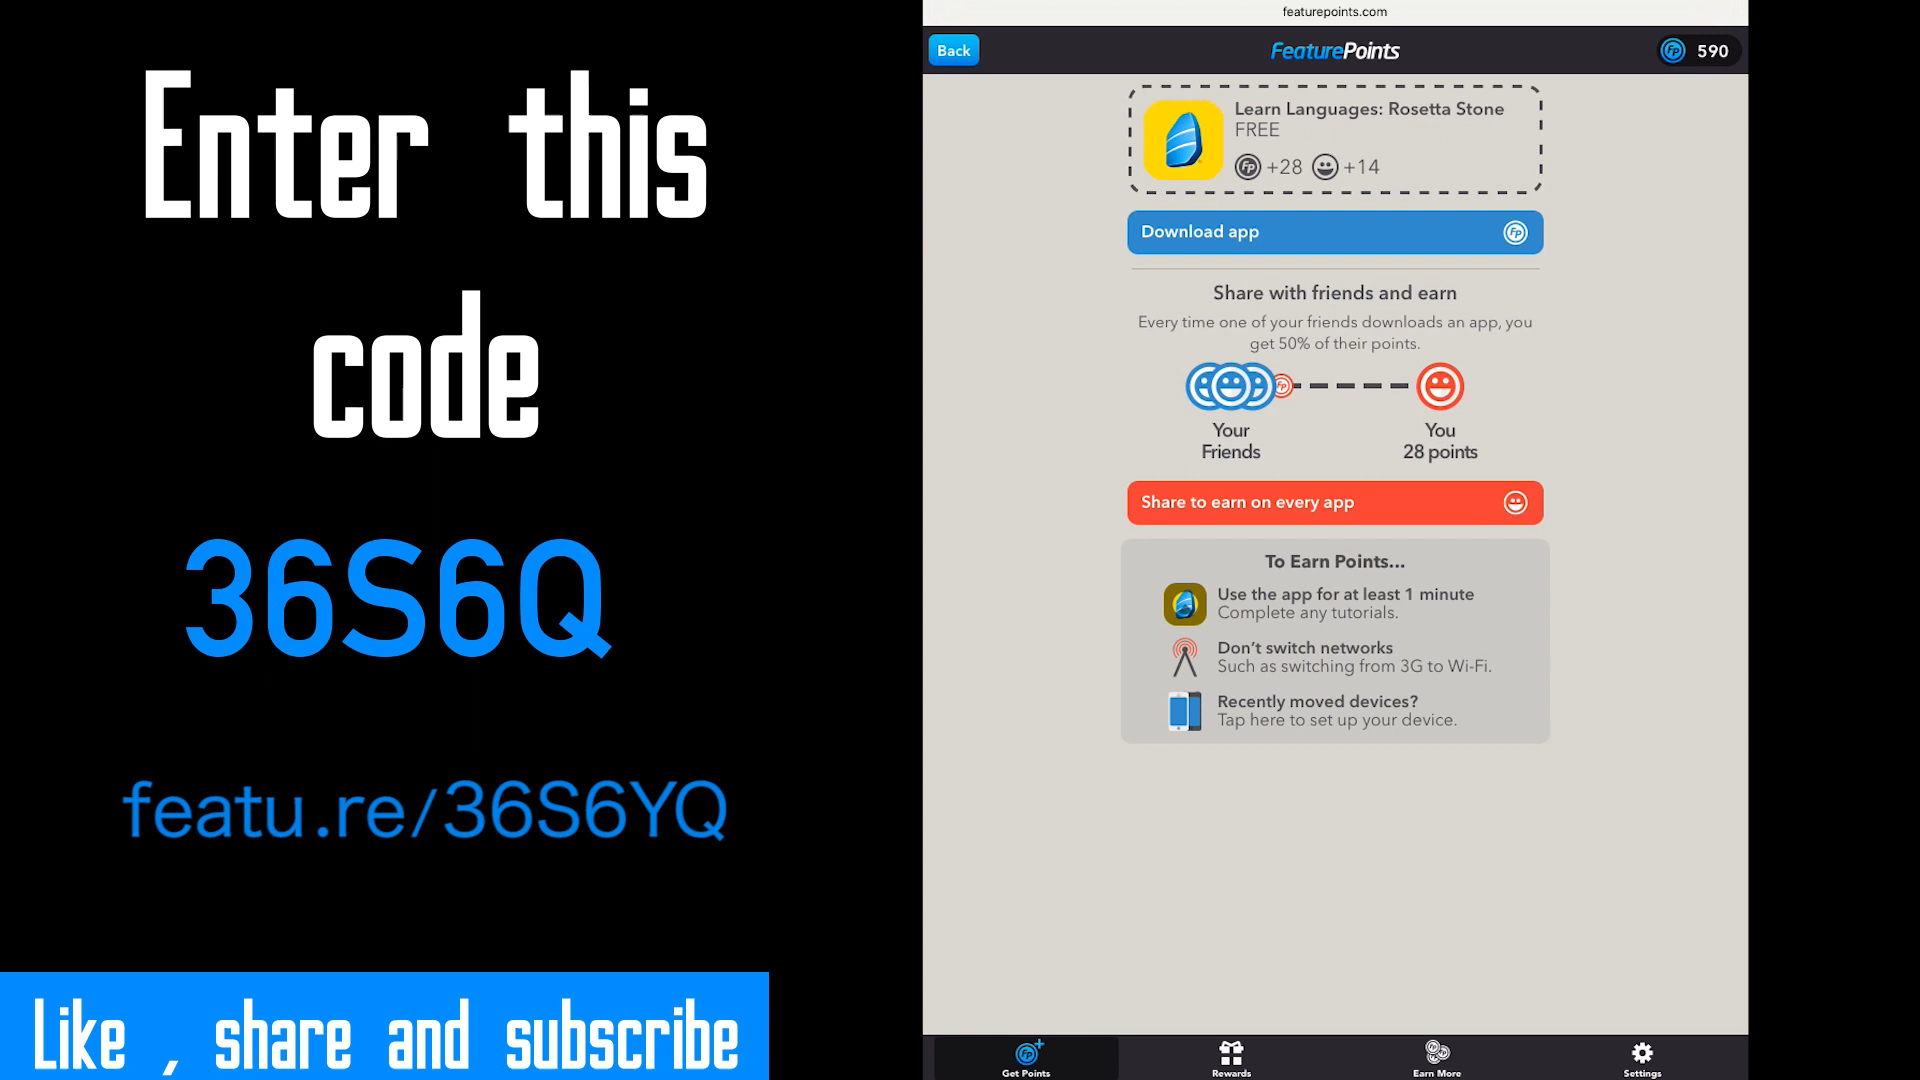 Enter this
code
36S6Q
featu.re/36S6YQ
Like , share and subscribe
featurepoints.com
Back
FeaturePoints
590
Learn Languages: Rosetta Stone
FREE
+28 +14
Download app
Share with friends and earn
Every time one of your friends downloads an app, you
get 50% of their points.
Your
Friends
You
28 points
Share to earn on every app
To Earn Points...
Use the app for at least 1 minute
Complete any tutorials.
Don't switch networks
Such as switching from 3G to Wi-Fi.
Recently moved devices?
Tap here to set up your device.
Get Points
Rewards
Earn More
Settings